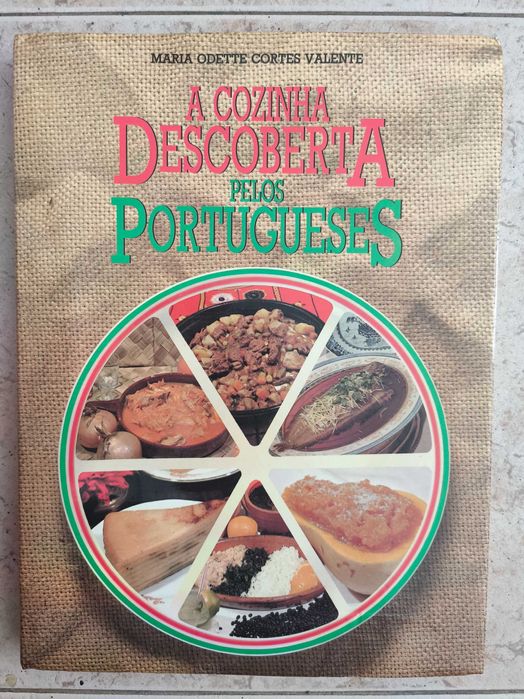 MARIA ODETTE CORTES VALENTE
A COZINHA
DESCOBERTA
PELOS
PORTUGUESES